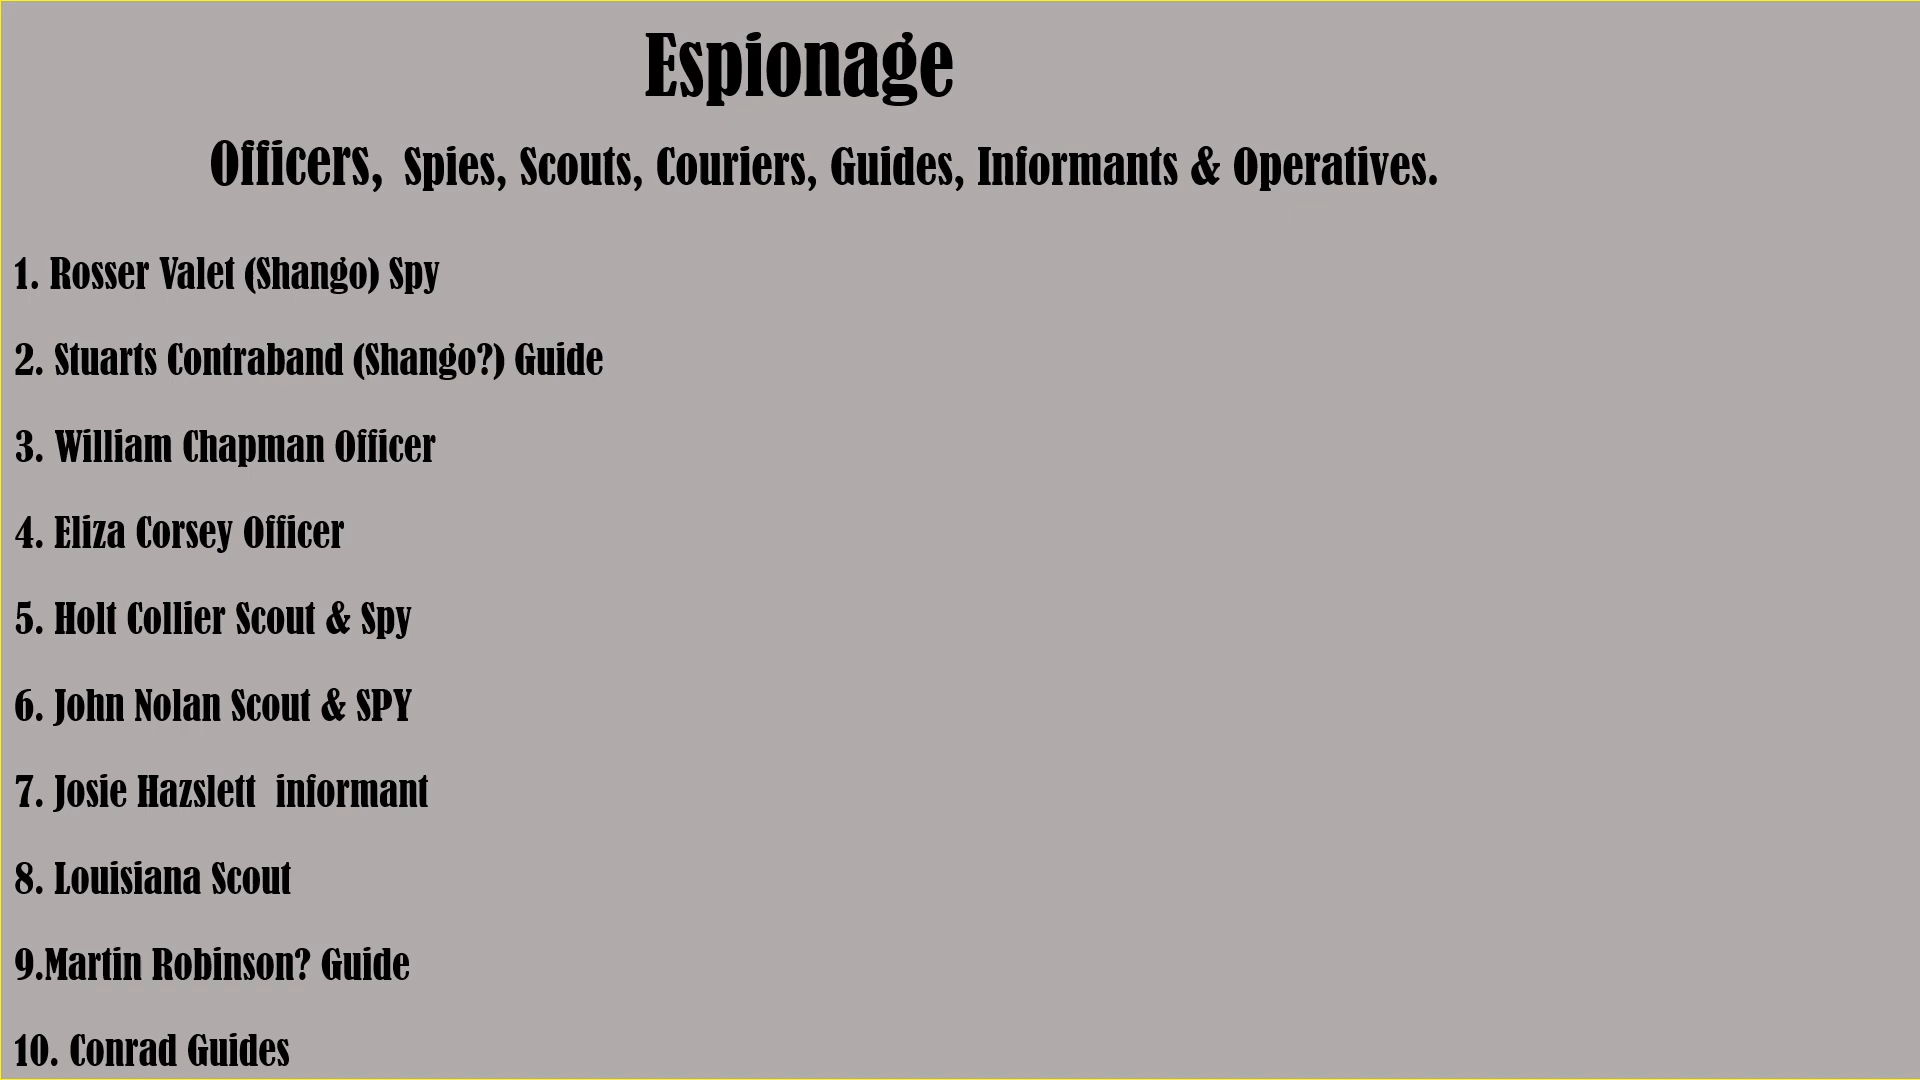 Espionage
Officers, Spies, Scouts, Couriers, Guides, Informants & Operatives.
1. Rosser Valet (Shango) Spy
2. Stuarts Contraband (Shango?) Guide
3. William Chapman Officer
4. Eliza Corsey Officer
5. Holt Collier Scout & Spy
6. John Nolan Scout & SPY
7. Josie Hazslett informant
8. Louisiana Scout
9.Martin Robinson? Guide
10. Conrad Guides